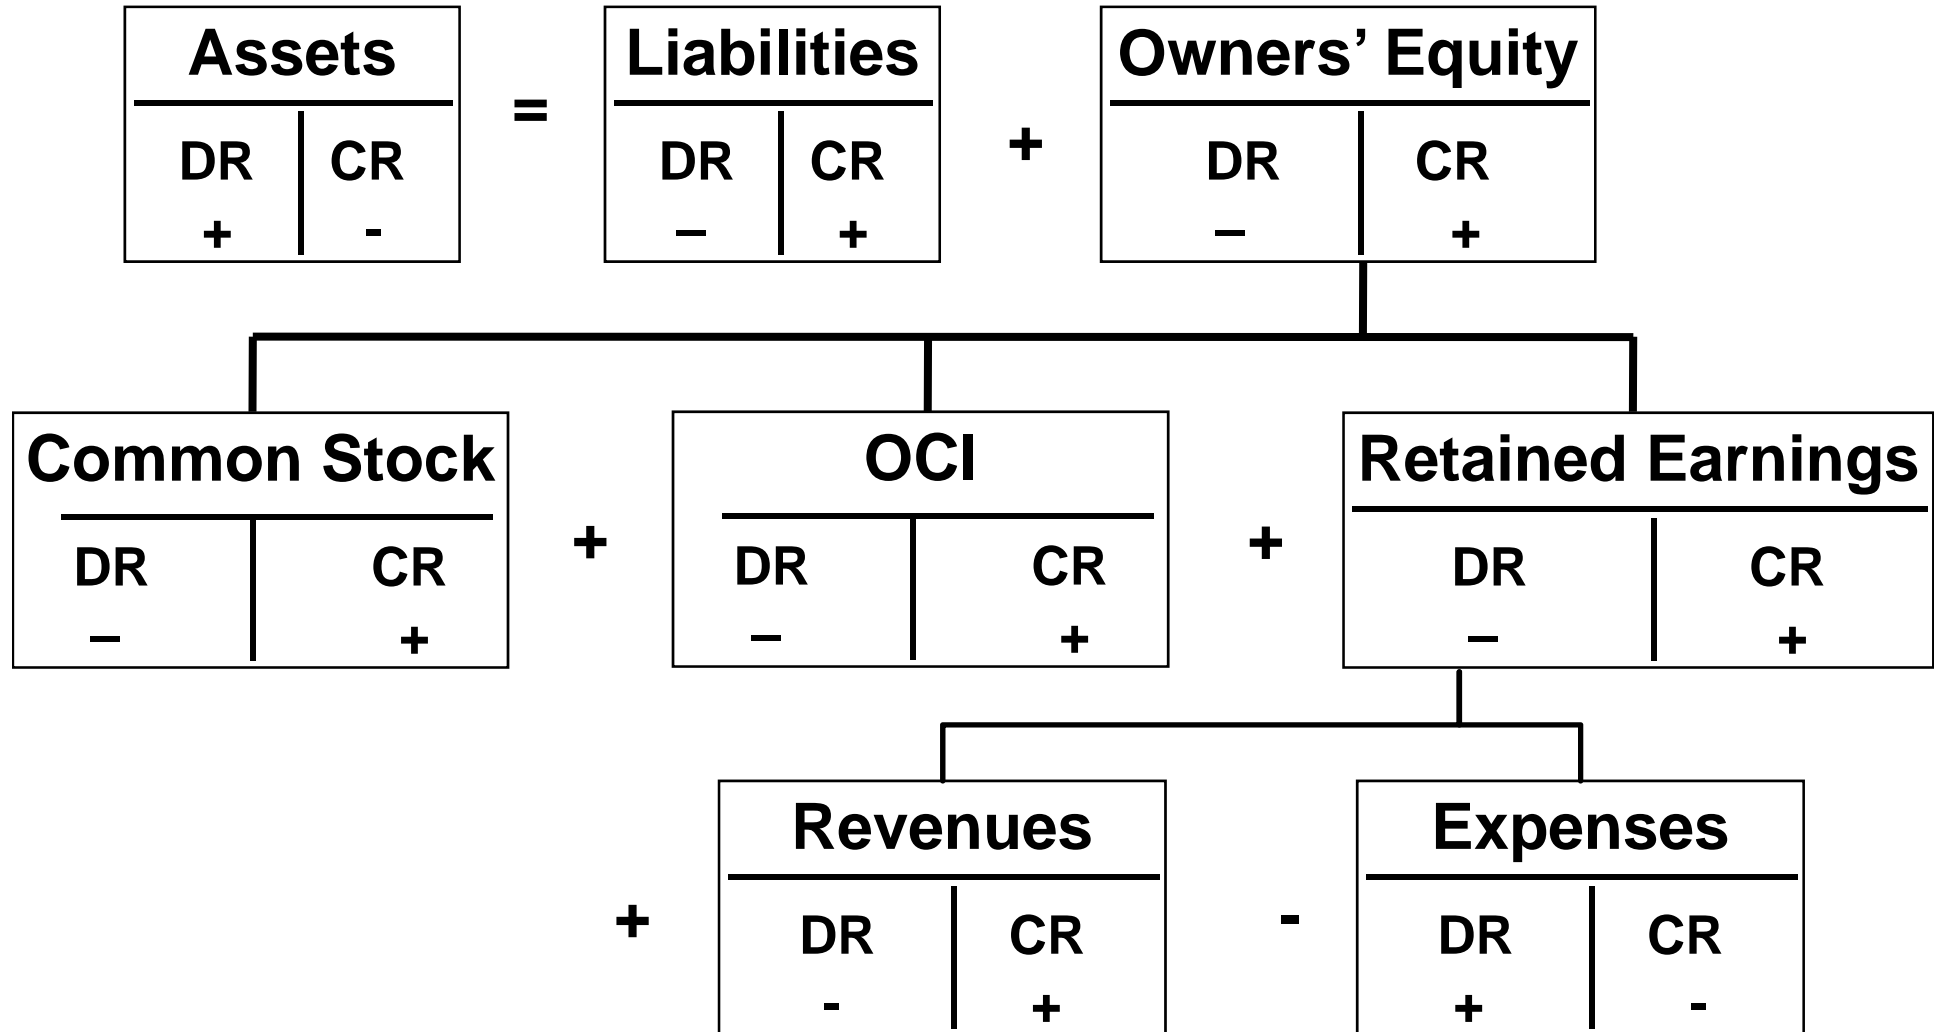 Assets
=
Liabilities
+
Owners’ Equity
DR CR
+ -
DR CR
– +
DR CR
– +
Common Stock
+
OCI
+
Retained Earnings
DR CR
– +
DR CR
– +
DR CR
– +
+
Revenues
-
Expenses
DR CR
- +
DR CR
+ -